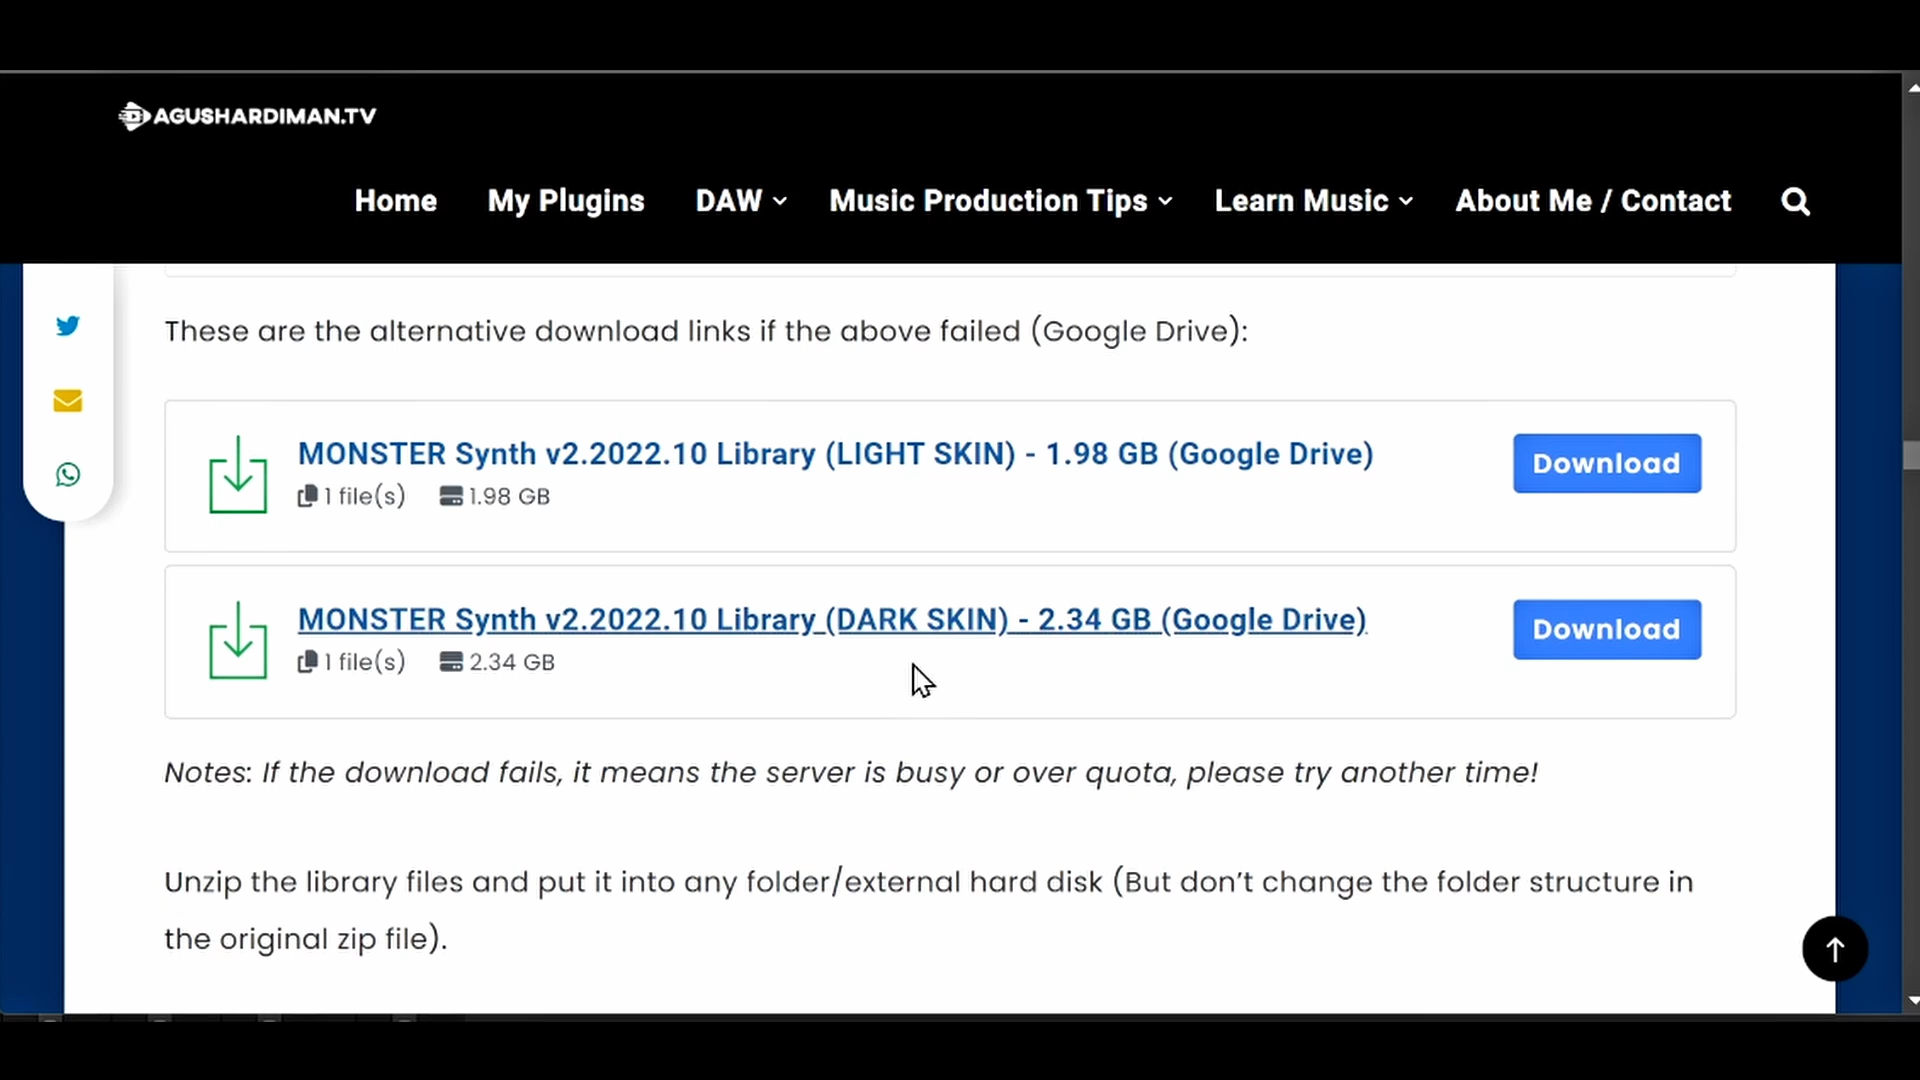 AGUSHARDIMAN.TV
Home My Plugins DAW Music Production Tips Learn Music About Me / Contact
These are the alternative download links if the above failed (Google Drive):
MONSTER Synth v2.2022.10 Library (LIGHT SKIN) - 1.98 GB (Google Drive)
Download
1 file(s) 1.98 GB
MONSTER Synth v2.2022.10 Library (DARK SKIN) - 2.34 GB (Google Drive)
Download
1 file(s) 2.34 GB
Notes: If the download fails, it means the server is busy or over quota, please try another time!
Unzip the library files and put it into any folder/external hard disk (But don’t change the folder structure in
the original zip file).